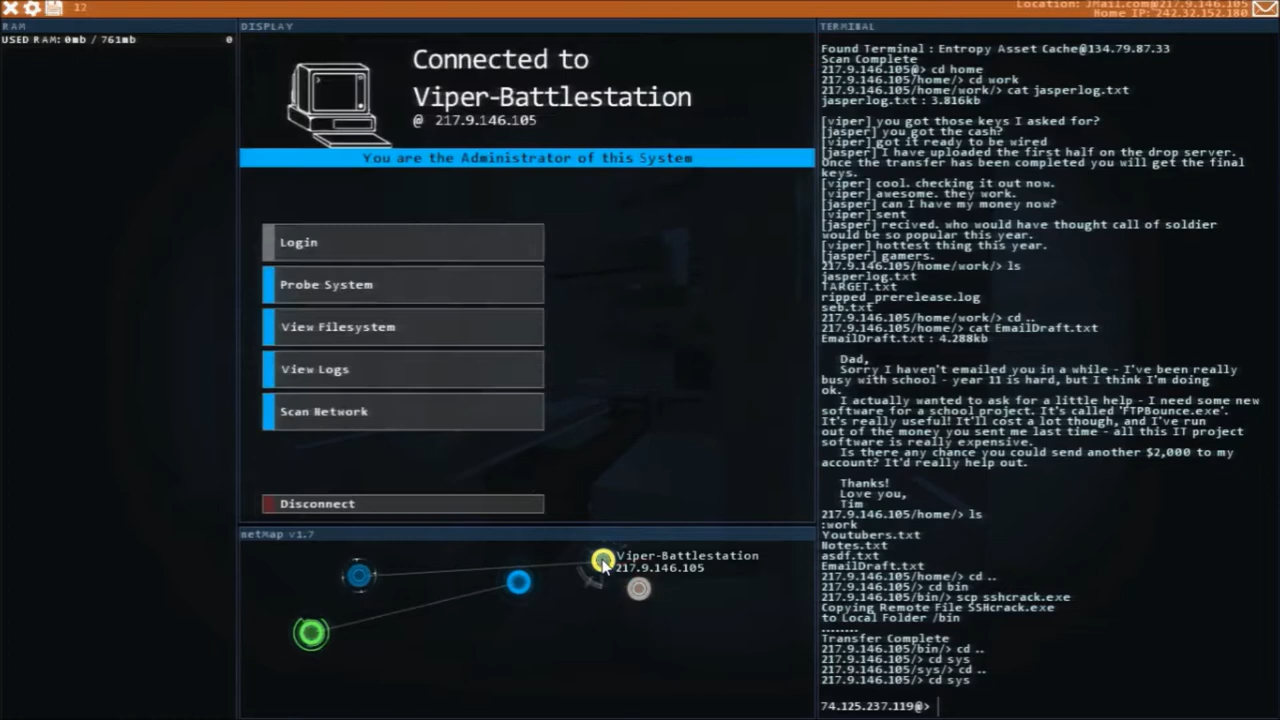 12
Location: JMail.com@217.9.146.105
Home IP: 242.32.152.180
RAM
USED RAM: 0mb / 761mb
0
DISPLAY
Connected to
Viper-Battlestation
@ 217.9.146.105
You are the Administrator of this System
Login
Probe System
View Filesystem
View Logs
Scan Network
Disconnect
netMap v1.7
Viper-Battlestation
217.9.146.105
TERMINAL
Found Terminal : Entropy Asset Cache@134.79.87.33
Scan Complete
217.9.146.105@> cd home
217.9.146.105/home/> cd work
217.9.146.105/home/work/> cat jasperlog.txt
jasperlog.txt : 3.816kb
[viper] you got those keys I asked for?
[jasper] you got the cash?
[viper] got it ready to be wired
[jasper] I have uploaded the first half on the drop server.
Once the transfer has been completed you will get the final
keys.
[viper] cool. checking it out now.
[viper] awesome. they work.
[jasper] can I have my money now?
[viper] sent
[jasper] recived. who would have thought call of soldier
would be so popular this year.
[viper] hottest thing this year.
[jasper] gamers.
217.9.146.105/home/work/> ls
jasperlog.txt
TARGET.txt
ripped_prerelease.log
seb.txt
217.9.146.105/home/work/> cd ..
217.9.146.105/home/> cat EmailDraft.txt
EmailDraft.txt : 4.288kb
Dad,
Sorry I haven't emailed you in a while - I've been really
busy with school - year 11 is hard, but I think I'm doing
ok.
I actually wanted to ask for a little help - I need some new
software for a school project. It's called 'FTPBounce.exe'.
It's really useful! It'll cost a lot though, and I've run
out of the money you sent me last time - all this IT project
software is really expensive.
Is there any chance you could send another $2,000 to my
account? It'd really help out.
Thanks!
Love you,
Tim
217.9.146.105/home/> ls
:work
Youtubers.txt
Notes.txt
asdf.txt
EmailDraft.txt
217.9.146.105/home/> cd ..
217.9.146.105/> cd bin
217.9.146.105/bin/> scp sshcrack.exe
Copying Remote File SSHcrack.exe
to Local Folder /bin
........
Transfer Complete
217.9.146.105/bin/> cd ..
217.9.146.105/> cd sys
217.9.146.105/sys/> cd ..
217.9.146.105/> cd sys
74.125.237.119@>